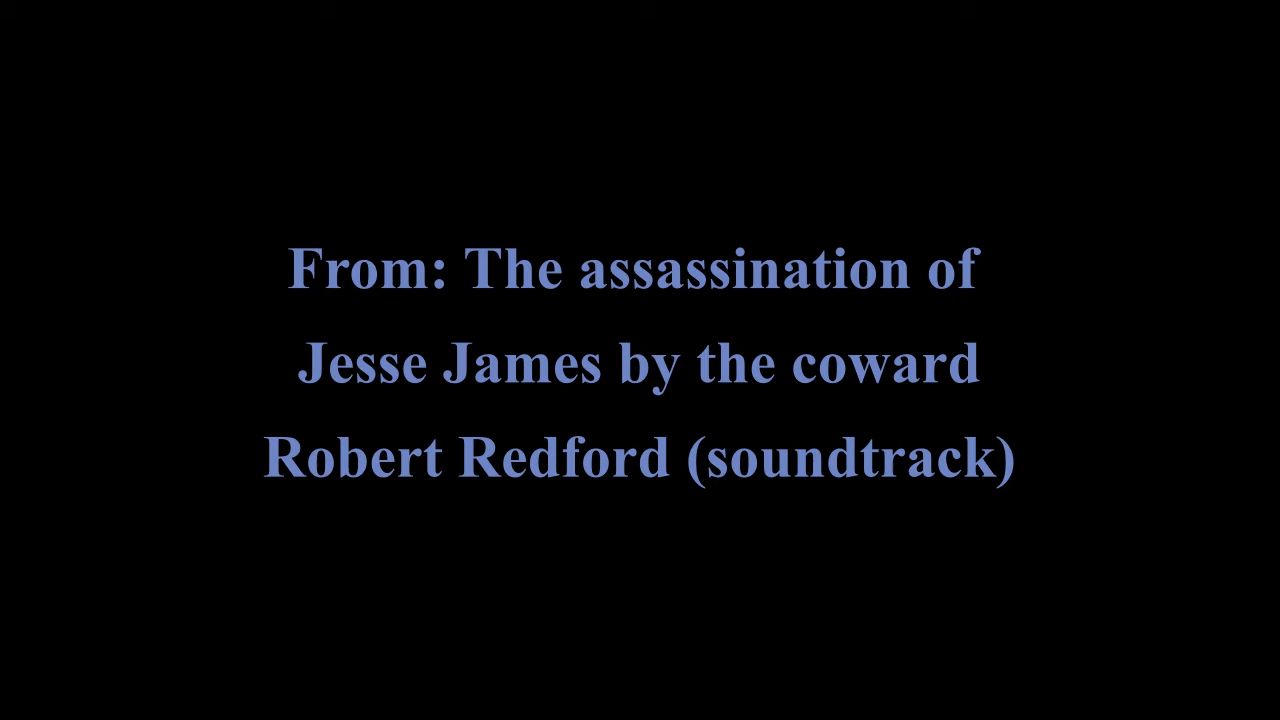 From: The assassination of
Jesse James by the coward
Robert Redford (soundtrack)